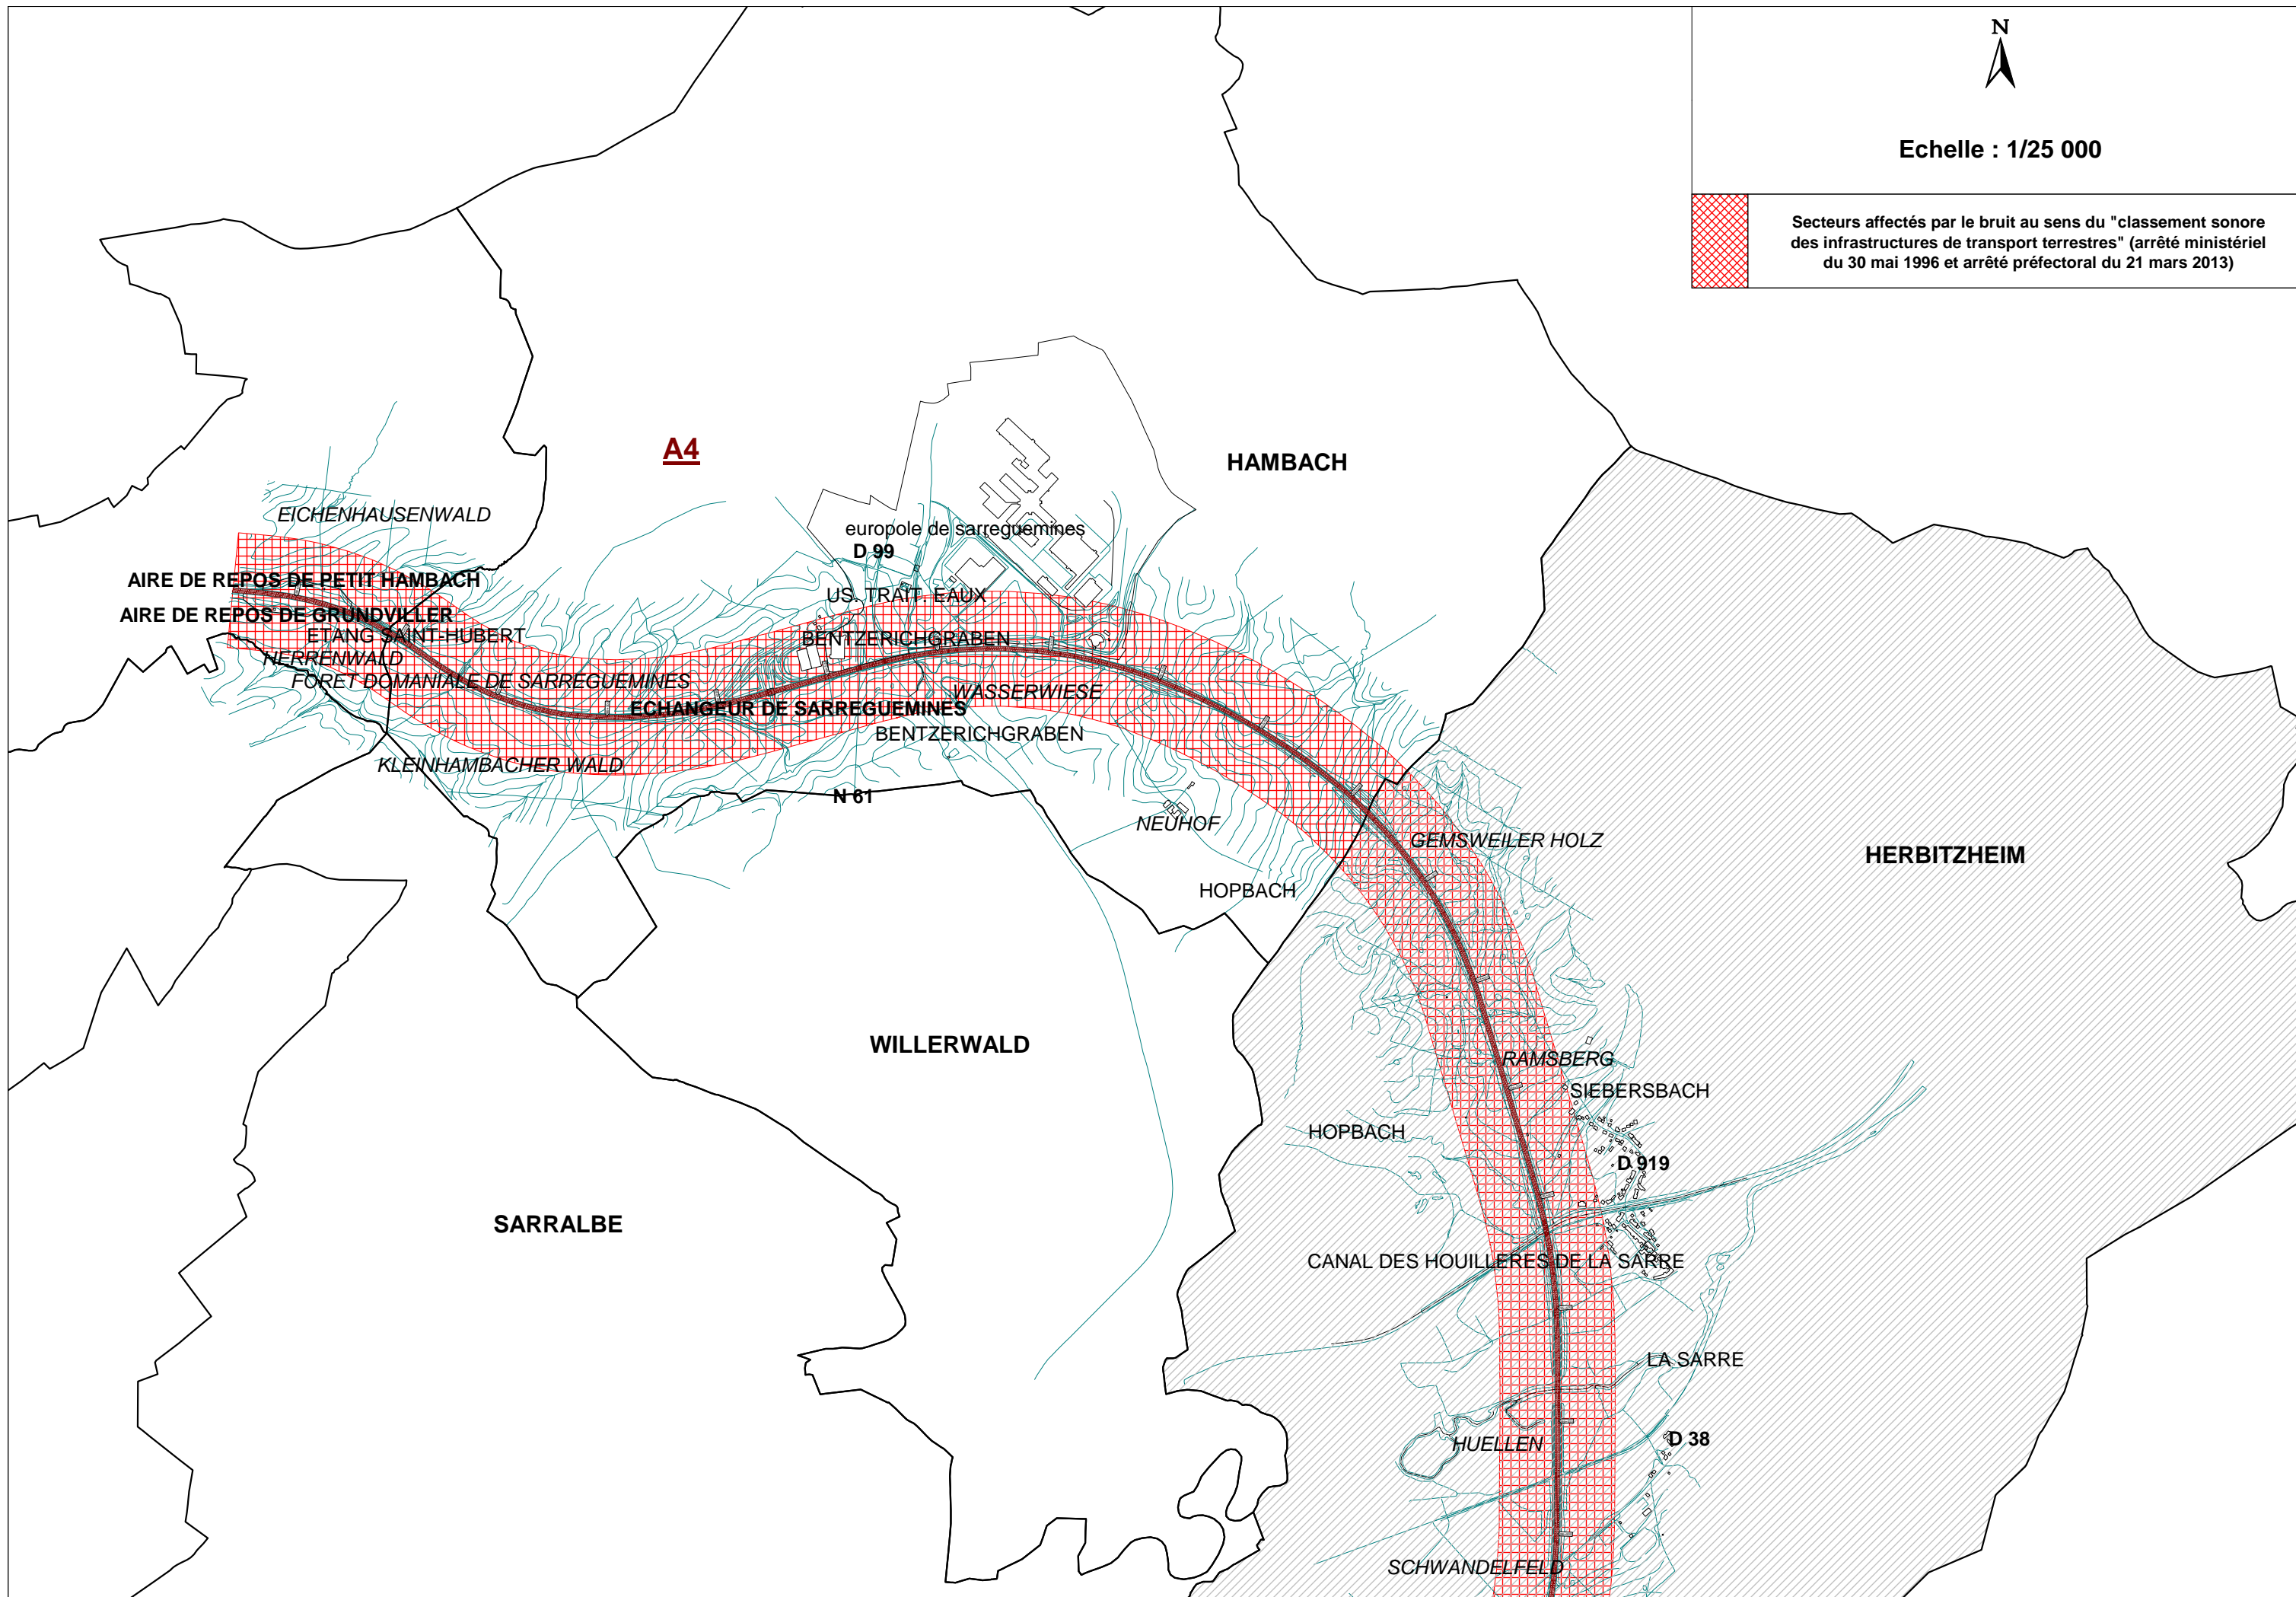 N
Echelle : 1/25 000
Secteurs affectés par le bruit au sens du "classement sonore
des infrastructures de transport terrestres" (arrêté ministériel
du 30 mai 1996 et arrêté préfectoral du 21 mars 2013)
A4
HAMBACH
EICHENHAUSENWALD
europole de sarreguemines
D 99
AIRE DE REPOS DE PETIT HAMBACH
US. TRAIT. EAUX
AIRE DE REPOS DE GRUNDVILLER
ETANG SAINT-HUBERT
BENTZERICHGRABEN
HERRENWALD
FORET DOMANIALE DE SARREGUEMINES
WASSERWIESE
ECHANGEUR DE SARREGUEMINES
BENTZERICHGRABEN
KLEINHAMBACHER WALD
N 61
NEUHOF
GEMSWEILER HOLZ
HERBITZHEIM
HOPBACH
WILLERWALD
RAMSBERG
SIEBERSBACH
HOPBACH
D 919
SARRALBE
CANAL DES HOUILLERES DE LA SARRE
LA SARRE
HUELLEN
D 38
SCHWANDELFELD